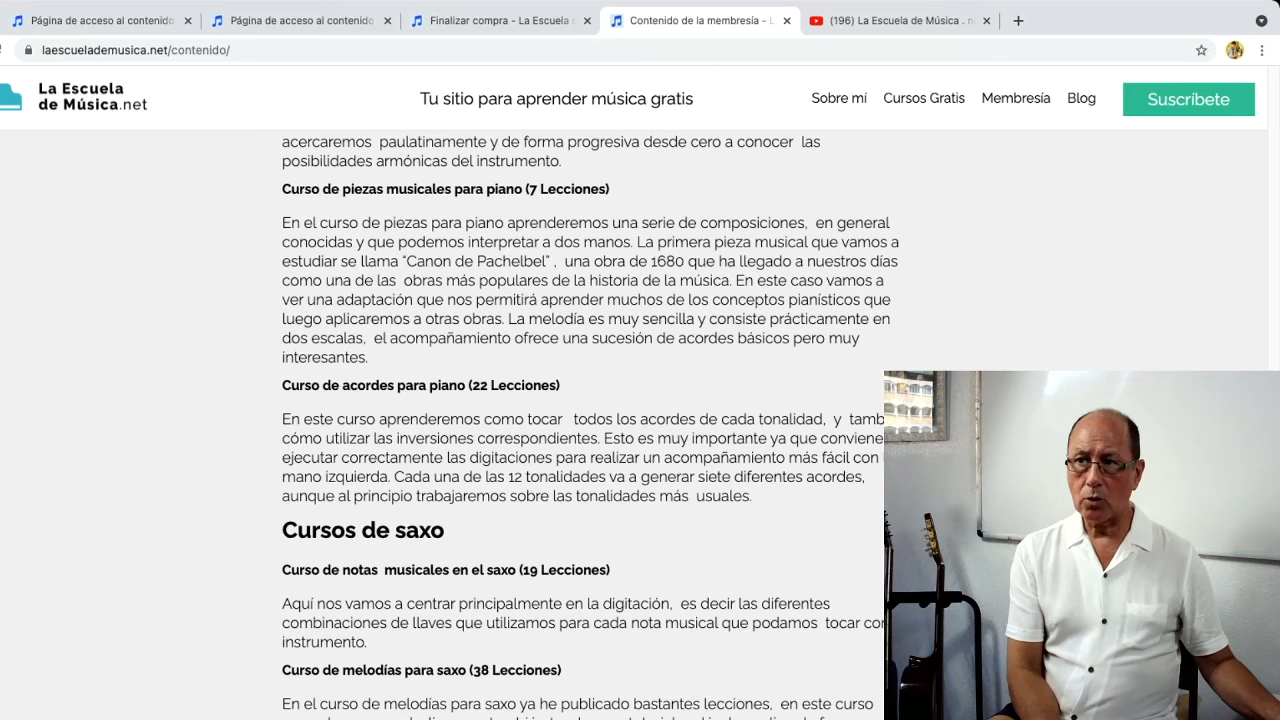 Página de acceso al contenido
Página de acceso al contenido
Finalizar compra - La Escuela d
Contenido de la membresía - L
(196) La Escuela de Música . n
laescuelademusica.net/contenido/
La Escuela
de Música.net
Tu sitio para aprender música gratis
Sobre mí
Cursos Gratis
Membresía
Blog
Suscríbete
acercaremos paulatinamente y de forma progresiva desde cero a conocer las
posibilidades armónicas del instrumento.
Curso de piezas musicales para piano (7 Lecciones)
En el curso de piezas para piano aprenderemos una serie de composiciones, en general
conocidas y que podemos interpretar a dos manos. La primera pieza musical que vamos a
estudiar se llama “Canon de Pachelbel” , una obra de 1680 que ha llegado a nuestros días
como una de las obras más populares de la historia de la música. En este caso vamos a
ver una adaptación que nos permitirá aprender muchos de los conceptos pianísticos que
luego aplicaremos a otras obras. La melodía es muy sencilla y consiste prácticamente en
dos escalas, el acompañamiento ofrece una sucesión de acordes básicos pero muy
interesantes.
Curso de acordes para piano (22 Lecciones)
En este curso aprenderemos como tocar todos los acordes de cada tonalidad, y tamb
cómo utilizar las inversiones correspondientes. Esto es muy importante ya que conviene
ejecutar correctamente las digitaciones para realizar un acompañamiento más fácil con
mano izquierda. Cada una de las 12 tonalidades va a generar siete diferentes acordes,
aunque al principio trabajaremos sobre las tonalidades más usuales.
Cursos de saxo
Curso de notas musicales en el saxo (19 Lecciones)
Aquí nos vamos a centrar principalmente en la digitación, es decir las diferentes
combinaciones de llaves que utilizamos para cada nota musical que podamos tocar con
instrumento.
Curso de melodías para saxo (38 Lecciones)
En el curso de melodías para saxo ya he publicado bastantes lecciones, en este curso